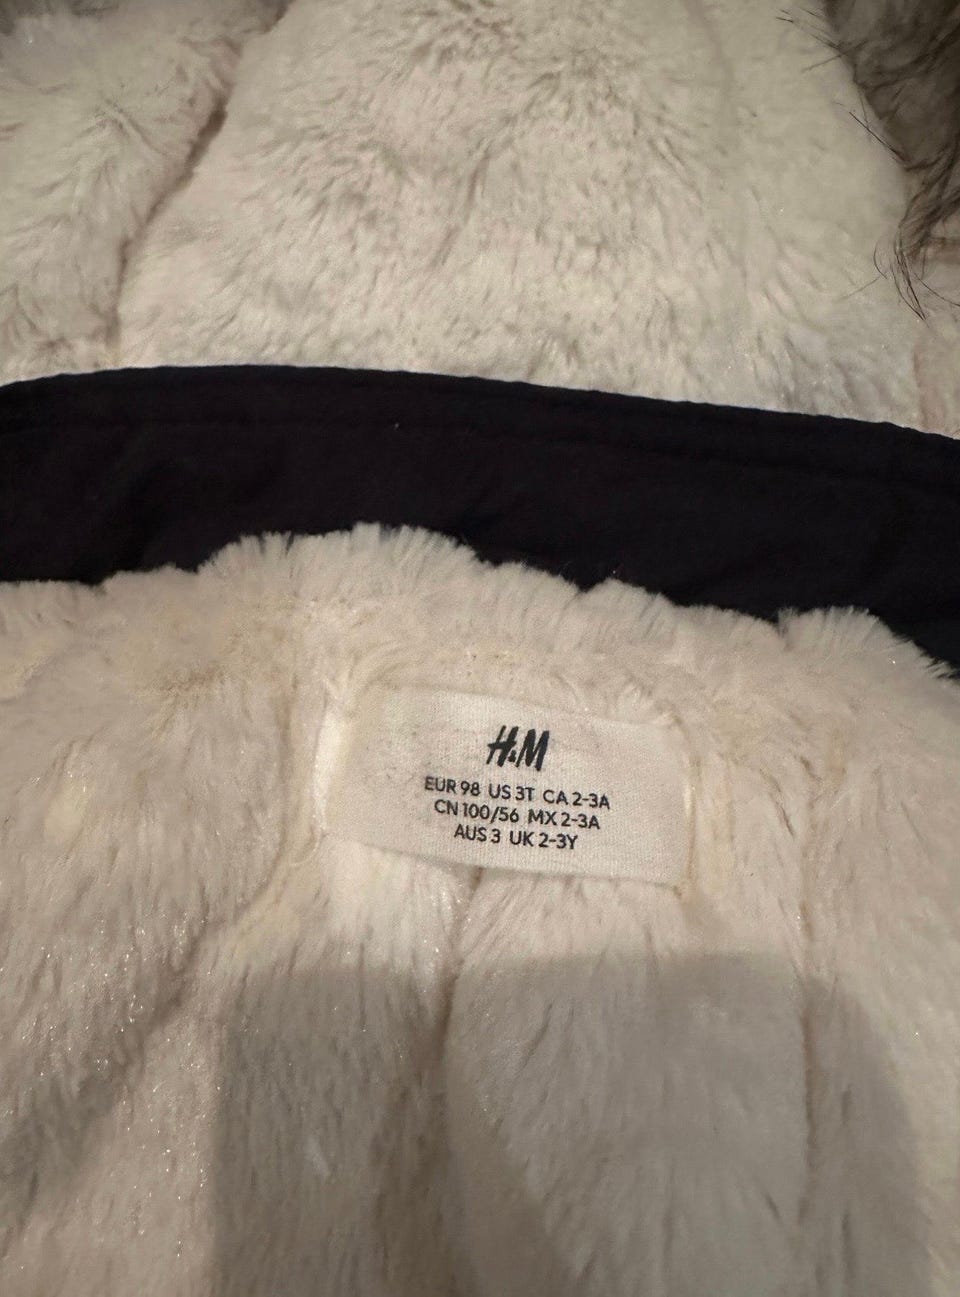 H&M
EUR 98 US 3T CA 2-3A
CN 100/56 MX 2-3A
AUS 3 UK 2-3Y